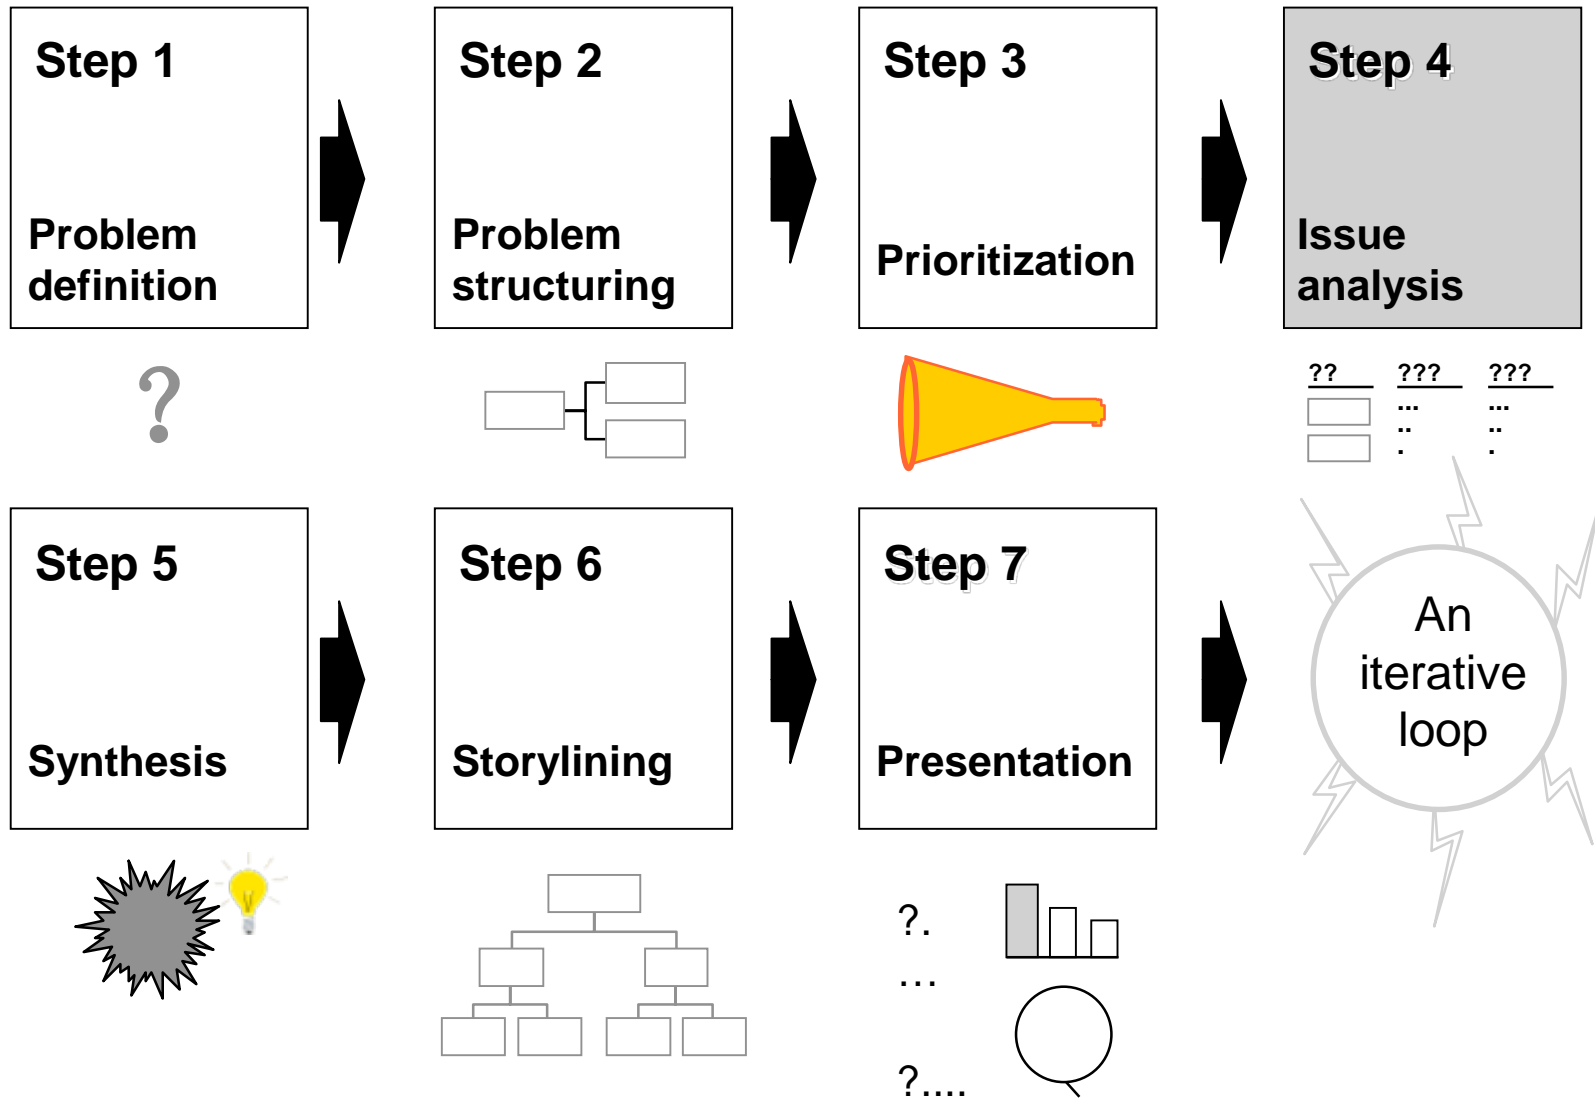 Step 1
Problem
definition
Step 2
Problem
structuring
Step 3
Prioritization
Step 4
Issue
analysis
?
?? ??? ???
... ...
.. ..
. .
Step 5
Synthesis
Step 6
Storylining
Step 7
Presentation
An
iterative
loop
?.
...
?....